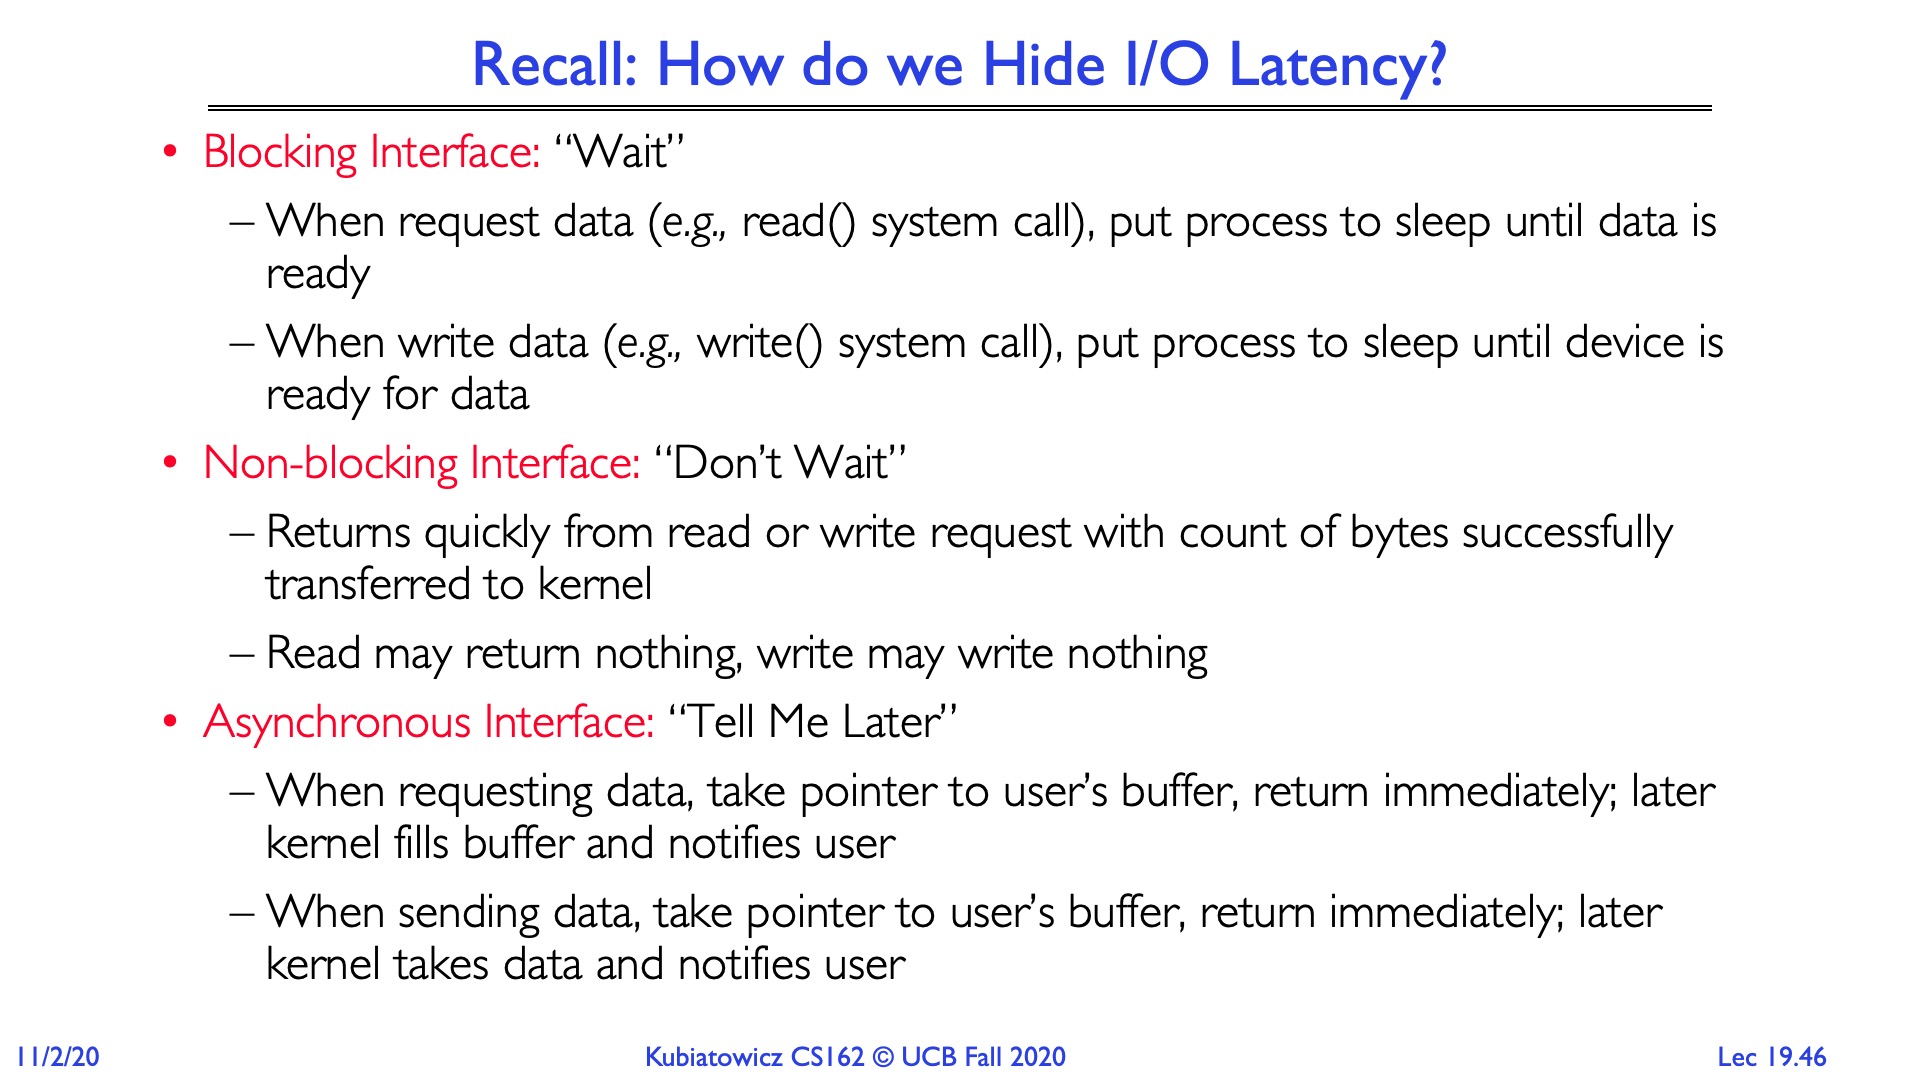 Recall: How do we Hide I/O Latency?
• Blocking Interface: “Wait”
– When request data (e.g., read() system call), put process to sleep until data is
ready
– When write data (e.g., write() system call), put process to sleep until device is
ready for data
• Non-blocking Interface: “Don’t Wait”
– Returns quickly from read or write request with count of bytes successfully
transferred to kernel
– Read may return nothing, write may write nothing
• Asynchronous Interface: “Tell Me Later”
– When requesting data, take pointer to user’s buffer, return immediately; later
kernel fills buffer and notifies user
– When sending data, take pointer to user’s buffer, return immediately; later
kernel takes data and notifies user
11/2/20
Kubiatowicz CS162 © UCB Fall 2020
Lec 19.46